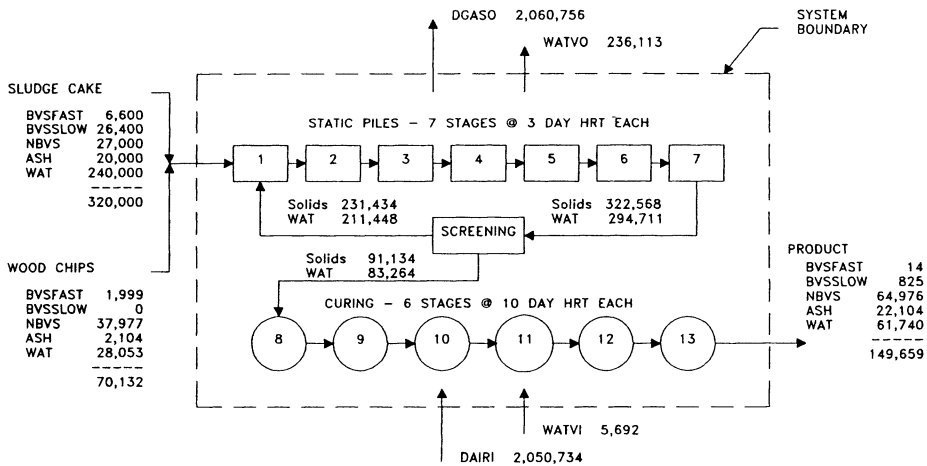 DGASO 2,060,756
WATVO 236,113
SYSTEM
BOUNDARY
SLUDGE CAKE
BVSFAST 6,600
BVSSLOW 26,400
NBVS 27,000
ASH 20,000
WAT 240,000
------
320,000
STATIC PILES - 7 STAGES @ 3 DAY HRT EACH
1 2 3 4 5 6 7
Solids 231,434
WAT 211,448
Solids 322,568
WAT 294,711
SCREENING
Solids 91,134
WAT 83,264
WOOD CHIPS
BVSFAST 1,999
BVSSLOW 0
NBVS 37,977
ASH 2,104
WAT 28,053
------
70,132
CURING - 6 STAGES @ 10 DAY HRT EACH
8 9 10 11 12 13
PRODUCT
BVSFAST 14
BVSSLOW 825
NBVS 64,976
ASH 22,104
WAT 61,740
------
149,659
WATVI 5,692
DAIRI 2,050,734